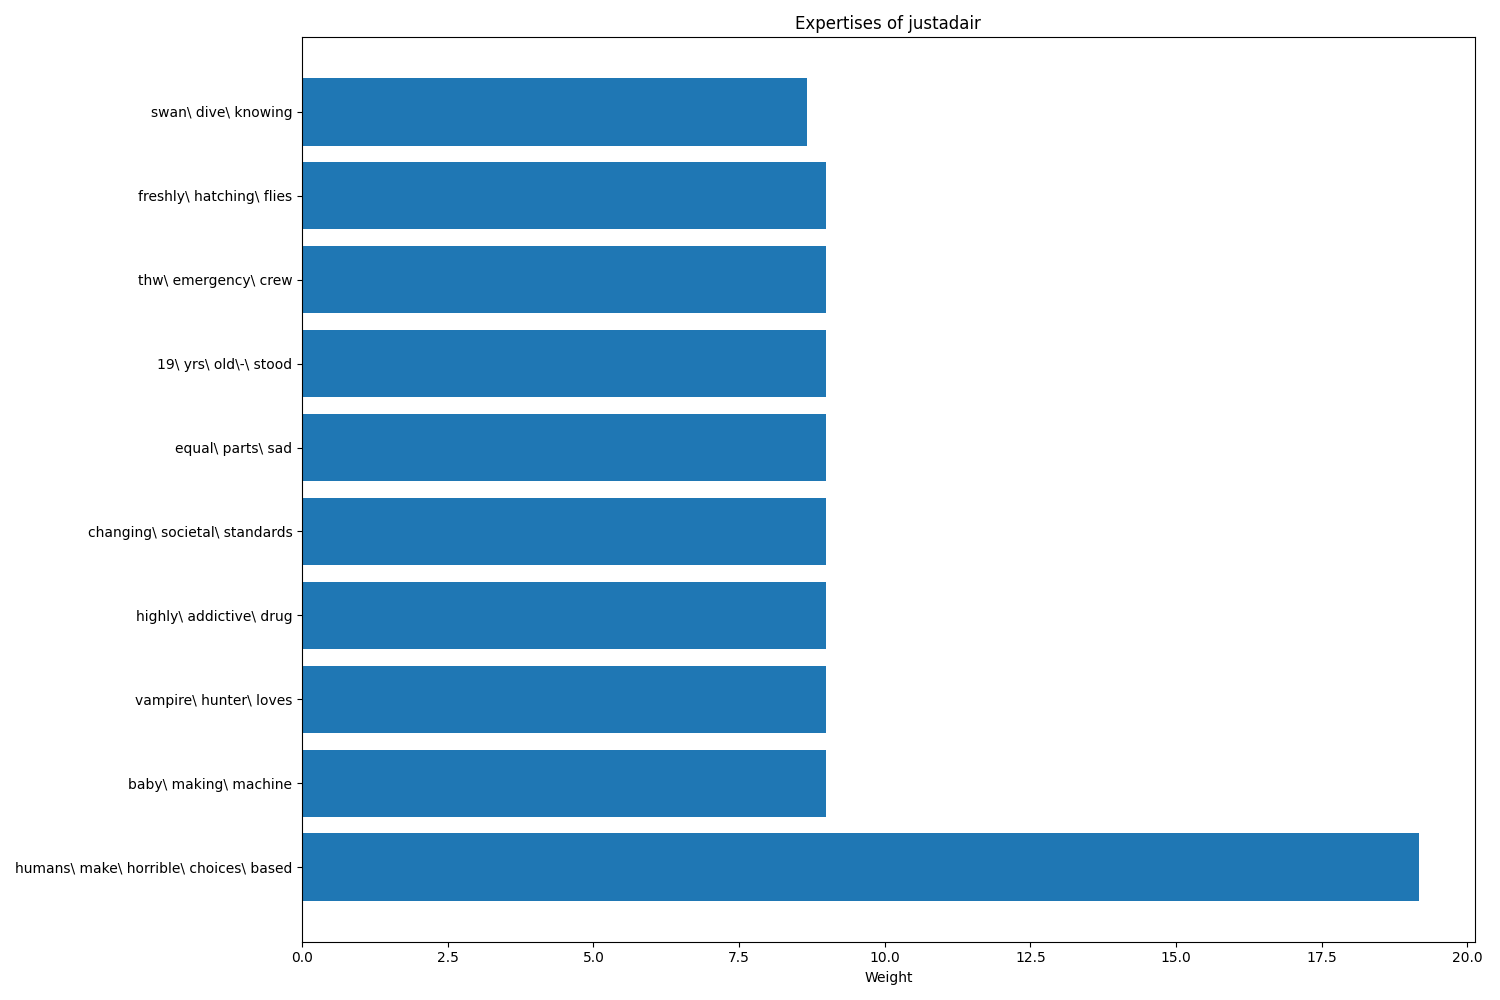 Expertises of justadair
swan\ dive\ knowing
freshly\ hatching\ flies
thw\ emergency\ crew
19\ yrs\ old\-\ stood
equal\ parts\ sad
changing\ societal\ standards
highly\ addictive\ drug
vampire\ hunter\ loves
baby\ making\ machine
humans\ make\ horrible\ choices\ based
0.0 2.5 5.0 7.5 10.0 12.5 15.0 17.5 20.0
Weight